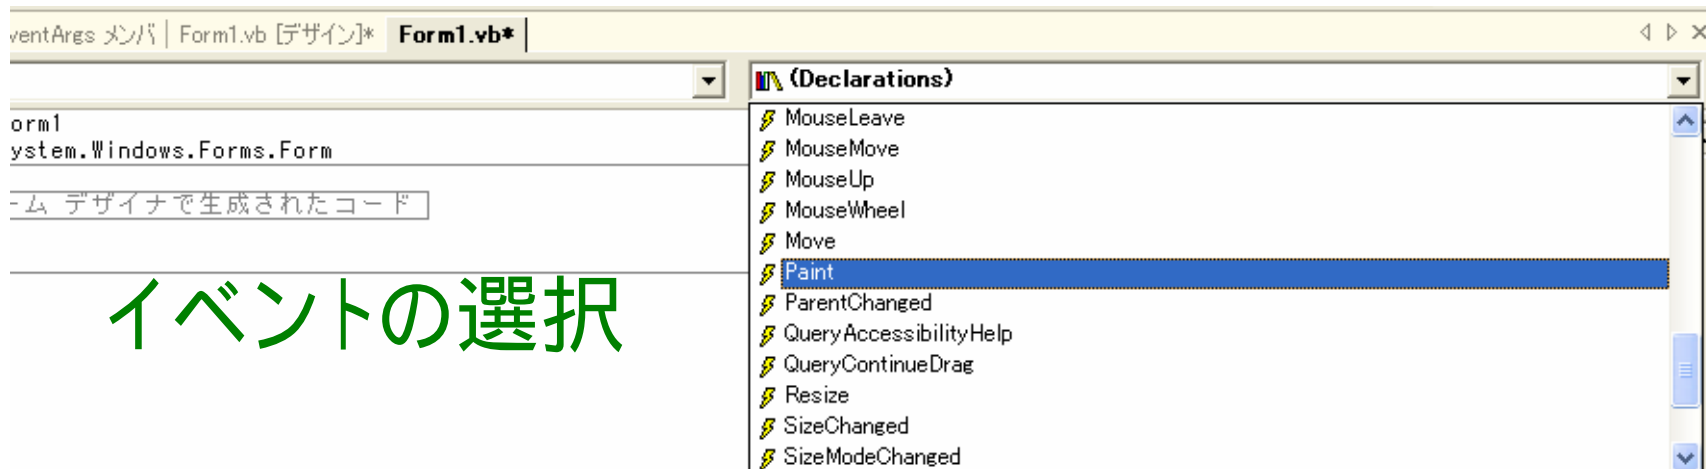 ventArgs メンバ | Form1.vb [デザイン]* Form1.vb*
(Declarations)
orm1
ystem.Windows.Forms.Form
ーム デザイナで生成されたコード
イベントの選択
MouseLeave
MouseMove
MouseUp
MouseWheel
Move
Paint
ParentChanged
QueryAccessibilityHelp
QueryContinueDrag
Resize
SizeChanged
SizeModeChanged